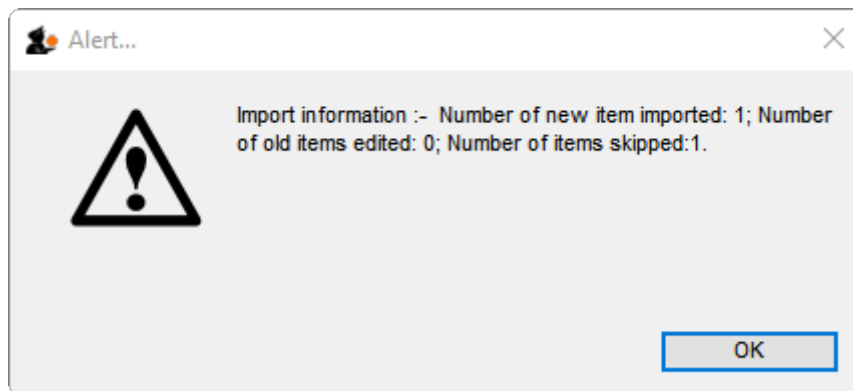 Alert...
Import information :-  Number of new item imported: 1; Number
of old items edited: 0; Number of items skipped:1.
OK